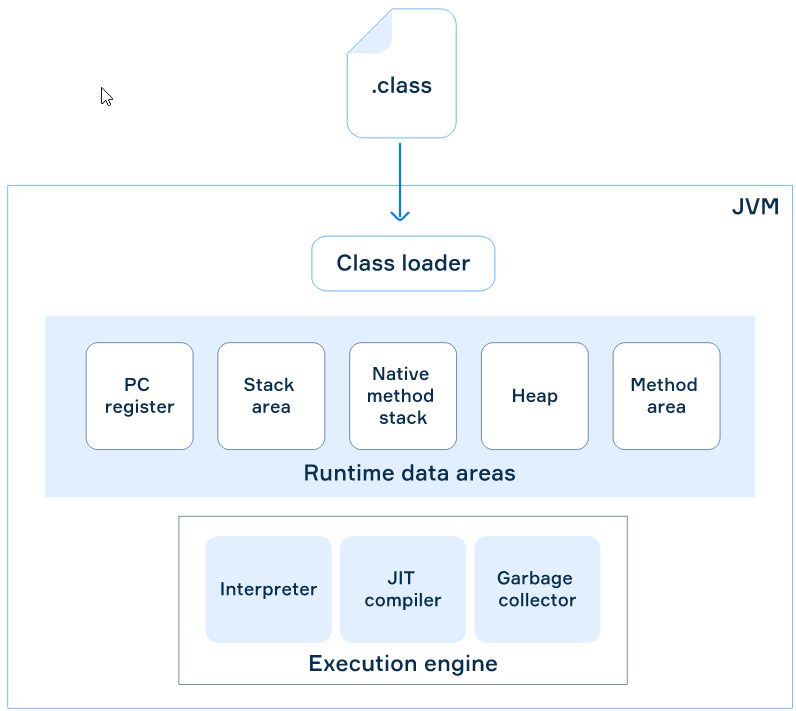 .class
JVM
Class loader
PC
register
Stack
area
Native
method
stack
Heap
Method
area
Runtime data areas
Interpreter
JIT
compiler
Garbage
collector
Execution engine